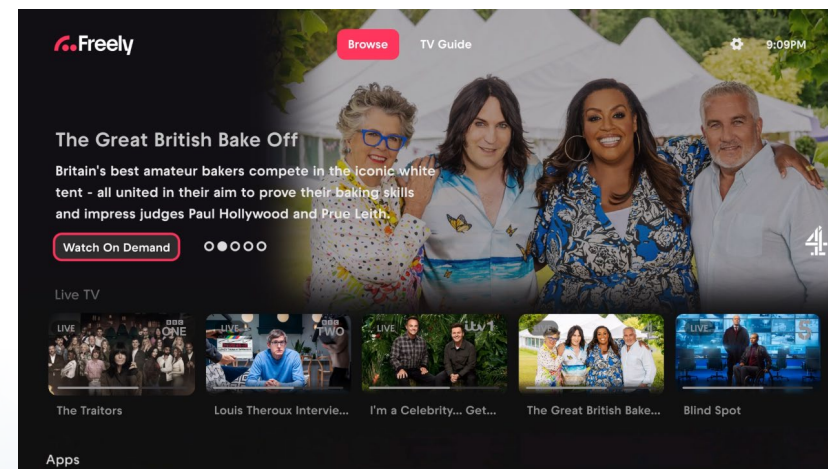 Freely
Browse
TV Guide
9:09PM
The Great British Bake Off
Britain's best amateur bakers compete in the iconic white
tent - all united in their aim to prove their baking skills
and impress judges Paul Hollywood and Prue Leith.
Watch On Demand
4
Live TV
LIVE
BBC
ONE
LIVE
BBC
TWO
LIVE
itv1
LIVE
The Traitors
Louis Theroux Intervie...
I'm a Celebrity... Get...
The Great British Bake...
Blind Spot
Apps